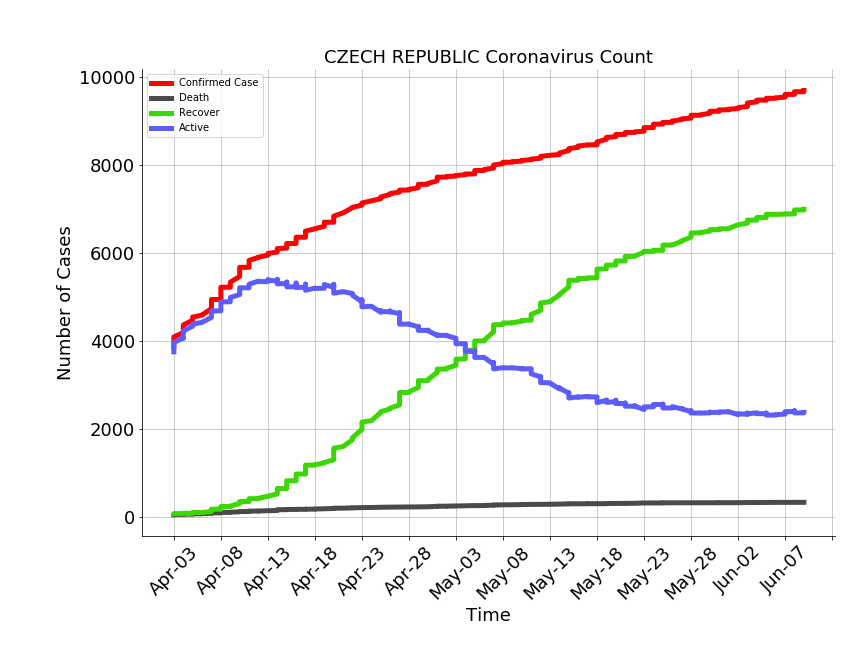 CZECH REPUBLIC Coronavirus Count
Confirmed Case
Death
Recover
Active
10000
8000
6000
4000
2000
0
Number of Cases
Apr-03
Apr-08
Apr-13
Apr-18
Apr-23
Apr-28
May-03
May-08
May-13
May-18
May-23
May-28
Jun-02
Jun-07
Time